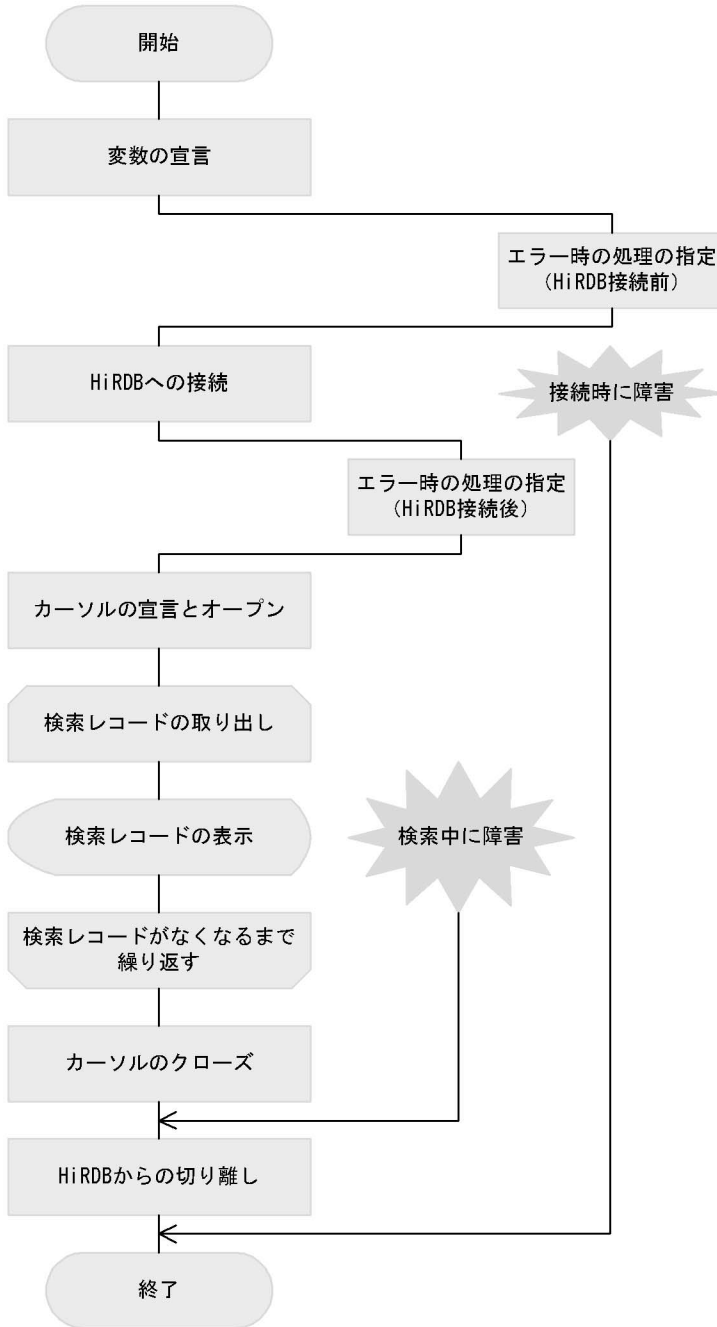 開始
変数の宣言
エラー時の処理の指定
(HiRDB接続前)
HiRDBへの接続
接続時に障害
エラー時の処理の指定
(HiRDB接続後)
カーソルの宣言とオープン
検索レコードの取り出し
検索レコードの表示
検索中に障害
検索レコードがなくなるまで
繰り返す
カーソルのクローズ
HiRDBからの切り離し
終了